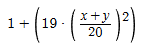 1 + (19 · (x+y/20)²)